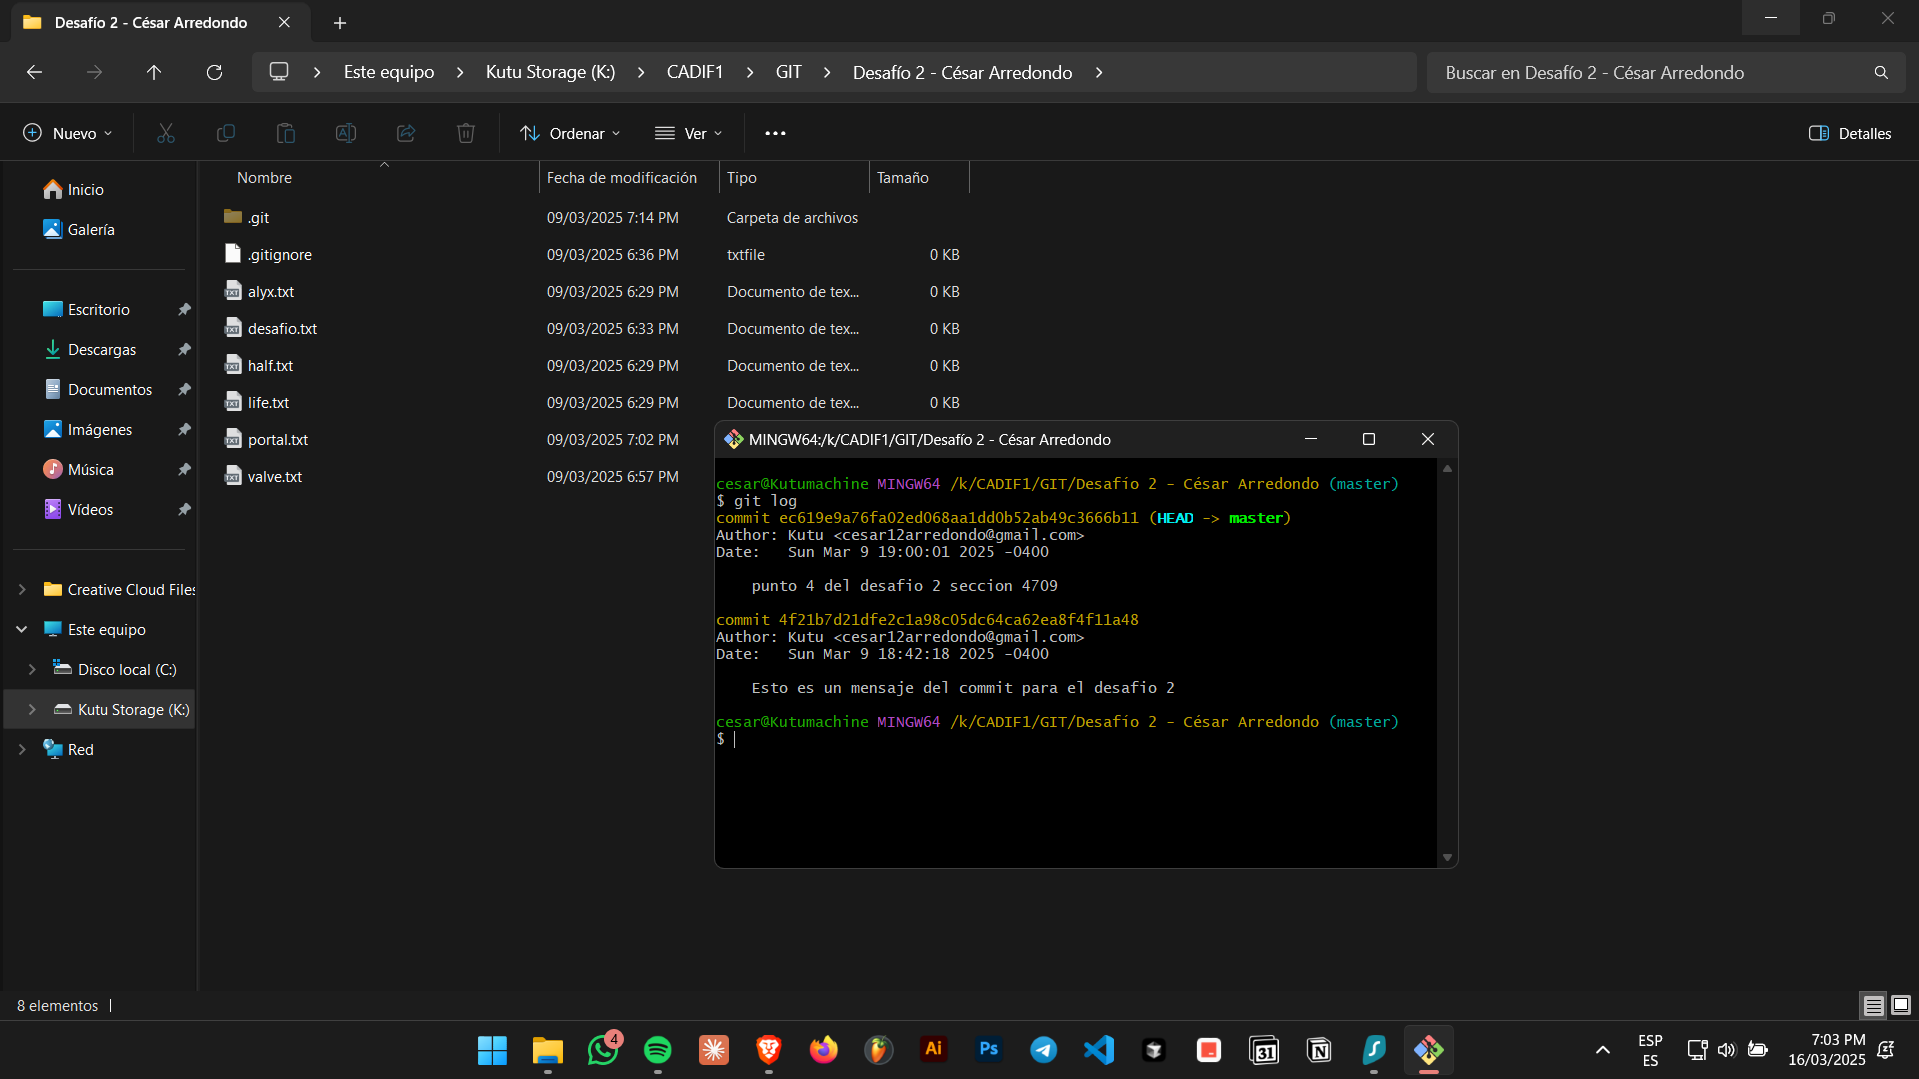 Desafío 2 - César Arredondo
Este equipo
Kutu Storage (K:)
CADIF1
GIT
Desafío 2 - César Arredondo
Buscar en Desafío 2 - César Arredondo
Nuevo
Ordenar
Ver
Detalles
Nombre
Fecha de modificación
Tipo
Tamaño
.git 09/03/2025 7:14 PM Carpeta de archivos
.gitignore 09/03/2025 6:36 PM txtfile 0 KB
alyx.txt 09/03/2025 6:29 PM Documento de tex... 0 KB
desafio.txt 09/03/2025 6:33 PM Documento de tex... 0 KB
half.txt 09/03/2025 6:29 PM Documento de tex... 0 KB
life.txt 09/03/2025 6:29 PM Documento de tex... 0 KB
portal.txt 09/03/2025 7:02 PM
valve.txt 09/03/2025 6:57 PM
Inicio
Galería
Escritorio
Descargas
Documentos
Imágenes
Música
Vídeos
Creative Cloud Files
Este equipo
Disco local (C:)
Kutu Storage (K:)
Red
MINGW64:/k/CADIF1/GIT/Desafío 2 - César Arredondo
cesar@Kutumachine MINGW64 /k/CADIF1/GIT/Desafío 2 - César Arredondo (master)
$ git log
commit ec619e9a76fa02ed068aa1dd0b52ab49c3666b11 (HEAD -> master)
Author: Kutu <cesar12arredondo@gmail.com>
Date:   Sun Mar 9 19:00:01 2025 -0400
punto 4 del desafio 2 seccion 4709
commit 4f21b7d21dfe2c1a98c05dc64ca62ea8f4f11a48
Author: Kutu <cesar12arredondo@gmail.com>
Date:   Sun Mar 9 18:42:18 2025 -0400
Esto es un mensaje del commit para el desafio 2
cesar@Kutumachine MINGW64 /k/CADIF1/GIT/Desafío 2 - César Arredondo (master)
$
8 elementos
4
Ai
Ps
31
ESP
ES
7:03 PM
16/03/2025